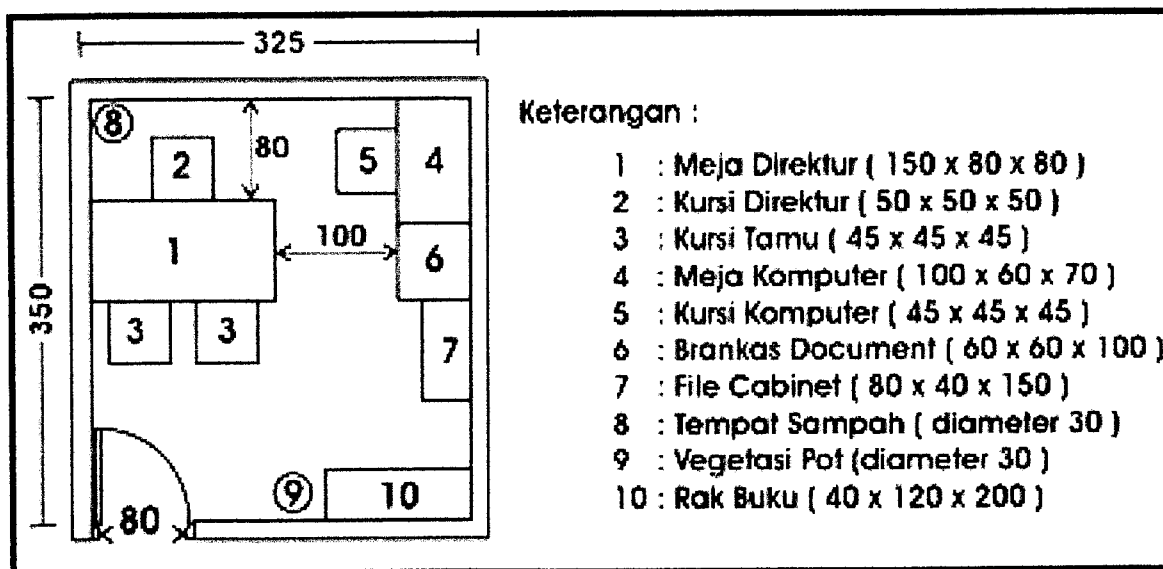 325
350
8
2
80
5
4
1
100
6
3
3
7
9
10
80
Keterangan :
1 : Meja Direktur ( 150 x 80 x 80 )
2 : Kursi Direktur ( 50 x 50 x 50 )
3 : Kursi Tamu ( 45 x 45 x 45 )
4 : Meja Komputer ( 100 x 60 x 70 )
5 : Kursi Komputer ( 45 x 45 x 45 )
6 : Brankas Document ( 60 x 60 x 100 )
7 : File Cabinet ( 80 x 40 x 150 )
8 : Tempat Sampah ( diameter 30 )
9 : Vegetasi Pot (diameter 30 )
10 : Rak Buku ( 40 x 120 x 200 )